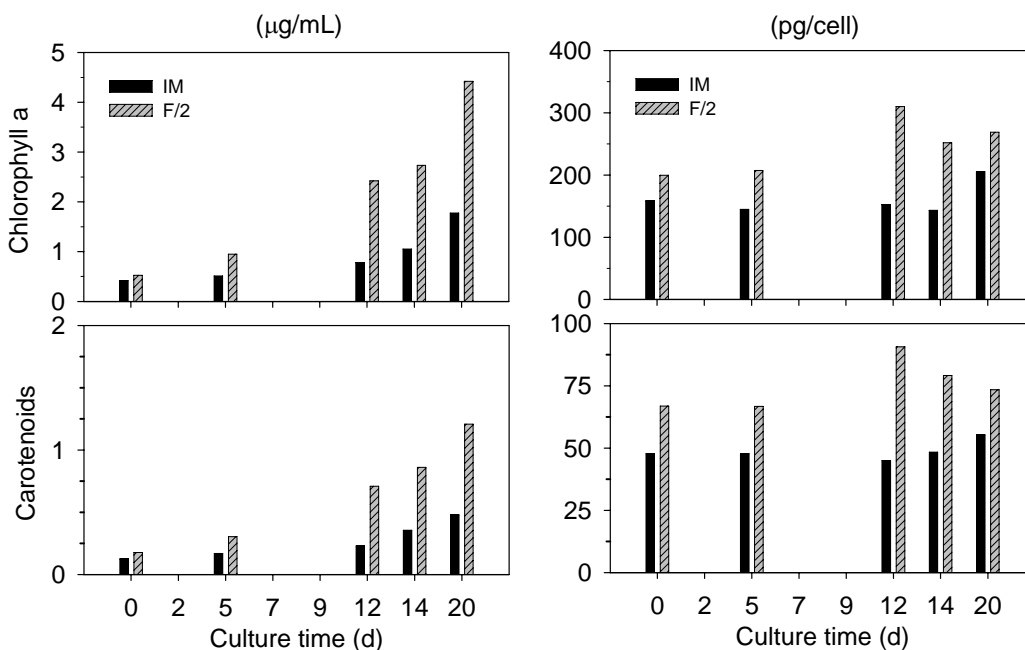 (μg/mL)
(pg/cell)
Chlorophyll a
5
4
3
2
1
0
IM
F/2
400
300
200
100
0
IM
F/2
Carotenoids
2
1
0
100
75
50
25
0
0 2 5 7 9 12 14 20
Culture time (d)
0 2 5 7 9 12 14 20
Culture time (d)